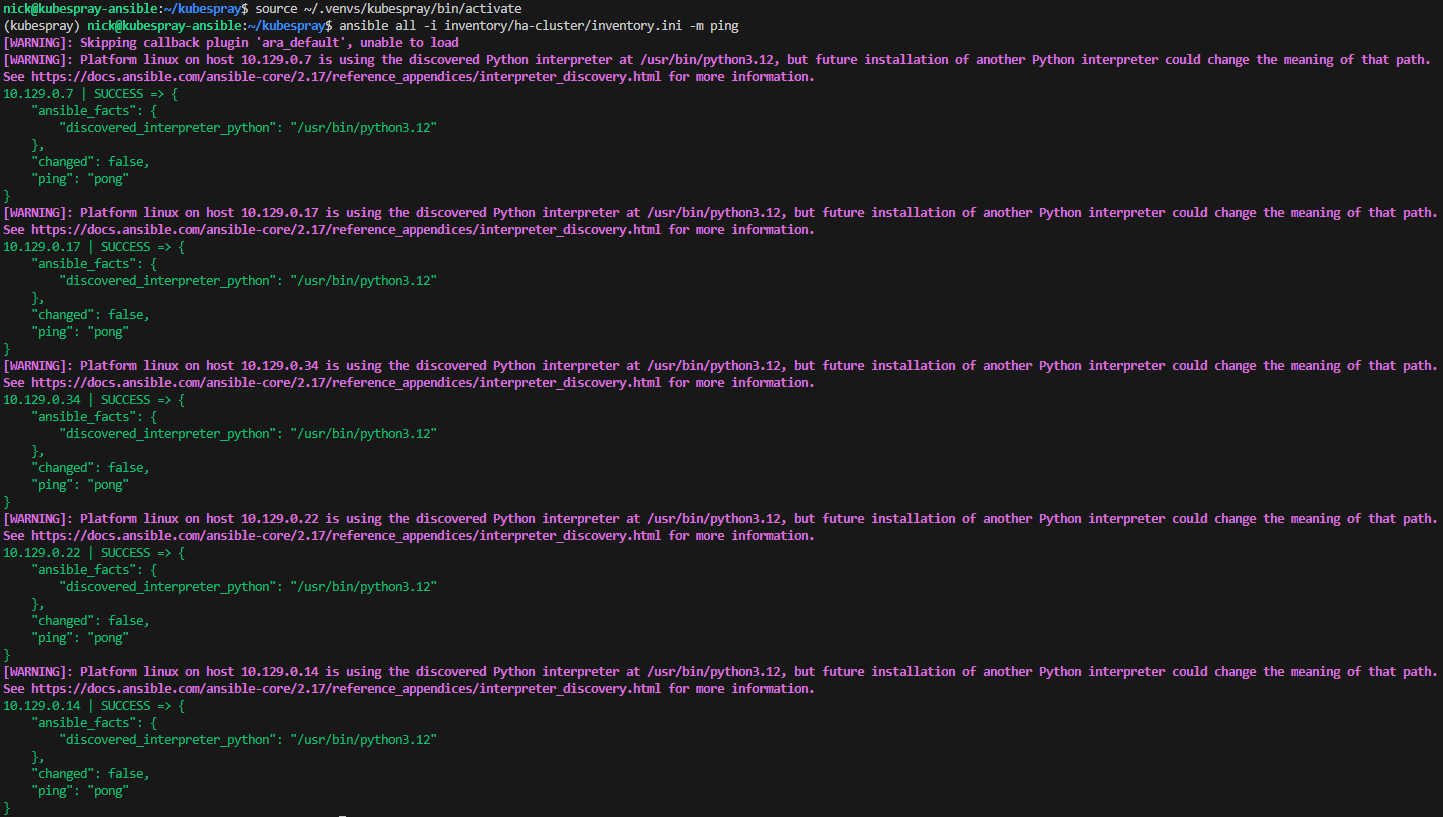 nick@kubespray-ansible:~/kubespray$ source ~/.venvs/kubespray/bin/activate
(kubespray) nick@kubespray-ansible:~/kubespray$ ansible all -i inventory/ha-cluster/inventory.ini -m ping
[WARNING]: Skipping callback plugin 'ara_default', unable to load
[WARNING]: Platform linux on host 10.129.0.7 is using the discovered Python interpreter at /usr/bin/python3.12, but future installation of another Python interpreter could change the meaning of that path.
See https://docs.ansible.com/ansible-core/2.17/reference_appendices/interpreter_discovery.html for more information.
10.129.0.7 | SUCCESS => {
    "ansible_facts": {
        "discovered_interpreter_python": "/usr/bin/python3.12"
    },
    "changed": false,
    "ping": "pong"
}
[WARNING]: Platform linux on host 10.129.0.17 is using the discovered Python interpreter at /usr/bin/python3.12, but future installation of another Python interpreter could change the meaning of that path.
See https://docs.ansible.com/ansible-core/2.17/reference_appendices/interpreter_discovery.html for more information.
10.129.0.17 | SUCCESS => {
    "ansible_facts": {
        "discovered_interpreter_python": "/usr/bin/python3.12"
    },
    "changed": false,
    "ping": "pong"
}
[WARNING]: Platform linux on host 10.129.0.34 is using the discovered Python interpreter at /usr/bin/python3.12, but future installation of another Python interpreter could change the meaning of that path.
See https://docs.ansible.com/ansible-core/2.17/reference_appendices/interpreter_discovery.html for more information.
10.129.0.34 | SUCCESS => {
    "ansible_facts": {
        "discovered_interpreter_python": "/usr/bin/python3.12"
    },
    "changed": false,
    "ping": "pong"
}
[WARNING]: Platform linux on host 10.129.0.22 is using the discovered Python interpreter at /usr/bin/python3.12, but future installation of another Python interpreter could change the meaning of that path.
See https://docs.ansible.com/ansible-core/2.17/reference_appendices/interpreter_discovery.html for more information.
10.129.0.22 | SUCCESS => {
    "ansible_facts": {
        "discovered_interpreter_python": "/usr/bin/python3.12"
    },
    "changed": false,
    "ping": "pong"
}
[WARNING]: Platform linux on host 10.129.0.14 is using the discovered Python interpreter at /usr/bin/python3.12, but future installation of another Python interpreter could change the meaning of that path.
See https://docs.ansible.com/ansible-core/2.17/reference_appendices/interpreter_discovery.html for more information.
10.129.0.14 | SUCCESS => {
    "ansible_facts": {
        "discovered_interpreter_python": "/usr/bin/python3.12"
    },
    "changed": false,
    "ping": "pong"
}